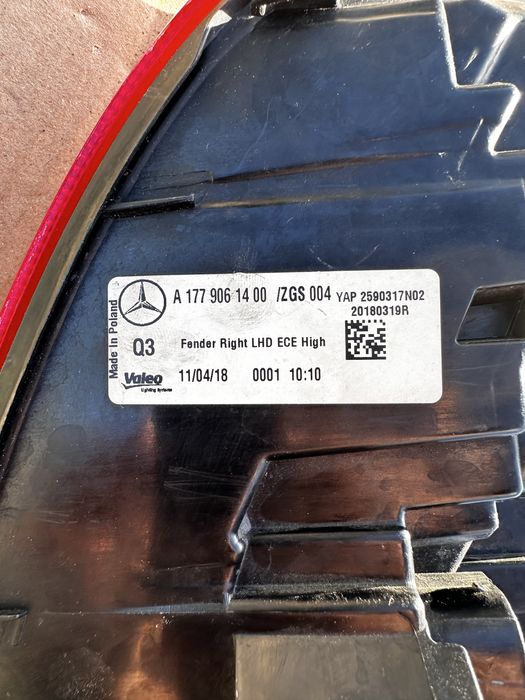 Made In Poland
A 177 906 14 00 /ZGS 004 YAP 2590317N02
20180319R
Q3 Fender Right LHD ECE High
Valeo
Lighting Systems
11/04/18 0001 10:10